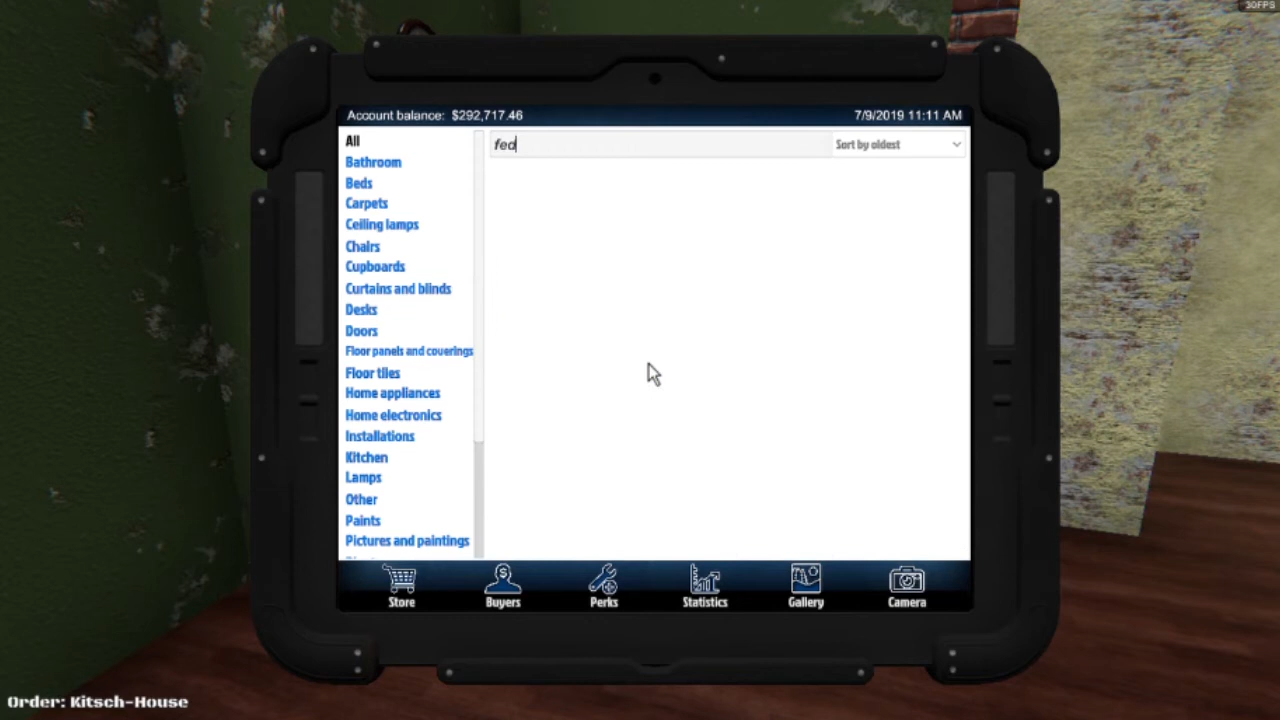 30FPS
Account balance: $292,717.46
7/9/2019 11:11 AM
All
Bathroom
Beds
Carpets
Ceiling lamps
Chairs
Cupboards
Curtains and blinds
Desks
Doors
Floor panels and coverings
Floor tiles
Home appliances
Home electronics
Installations
Kitchen
Lamps
Other
Paints
Pictures and paintings
fed
Sort by oldest
Store
Buyers
Perks
Statistics
Gallery
Camera
Order: Kitsch-House